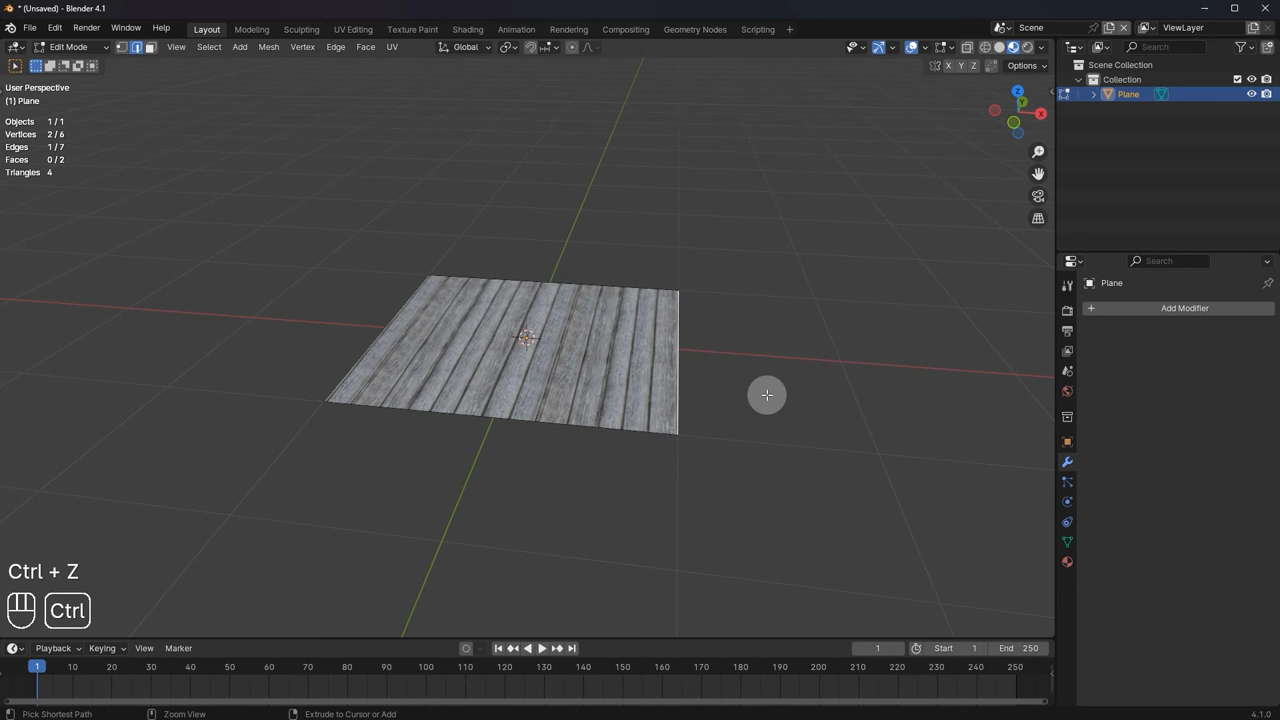 * (Unsaved) - Blender 4.1
File Edit Render Window Help Layout Modeling Sculpting UV Editing Texture Paint Shading Animation Rendering Compositing Geometry Nodes Scripting + Scene ViewLayer
Edit Mode View Select Add Mesh Vertex Edge Face UV Global Search
X Y Z Options
Scene Collection
Collection
Plane
User Perspective
(1) Plane
Objects 1 / 1
Vertices 2 / 6
Edges 1 / 7
Faces 0 / 2
Triangles 4
Z
Y
X
Search
Plane
+ Add Modifier
Ctrl + Z
Ctrl
Playback Keying View Marker 1 Start 1 End 250
1 10 20 30 40 50 60 70 80 90 100 110 120 130 140 150 160 170 180 190 200 210 220 230 240 250
Pick Shortest Path Zoom View Extrude to Cursor or Add 4.1.0